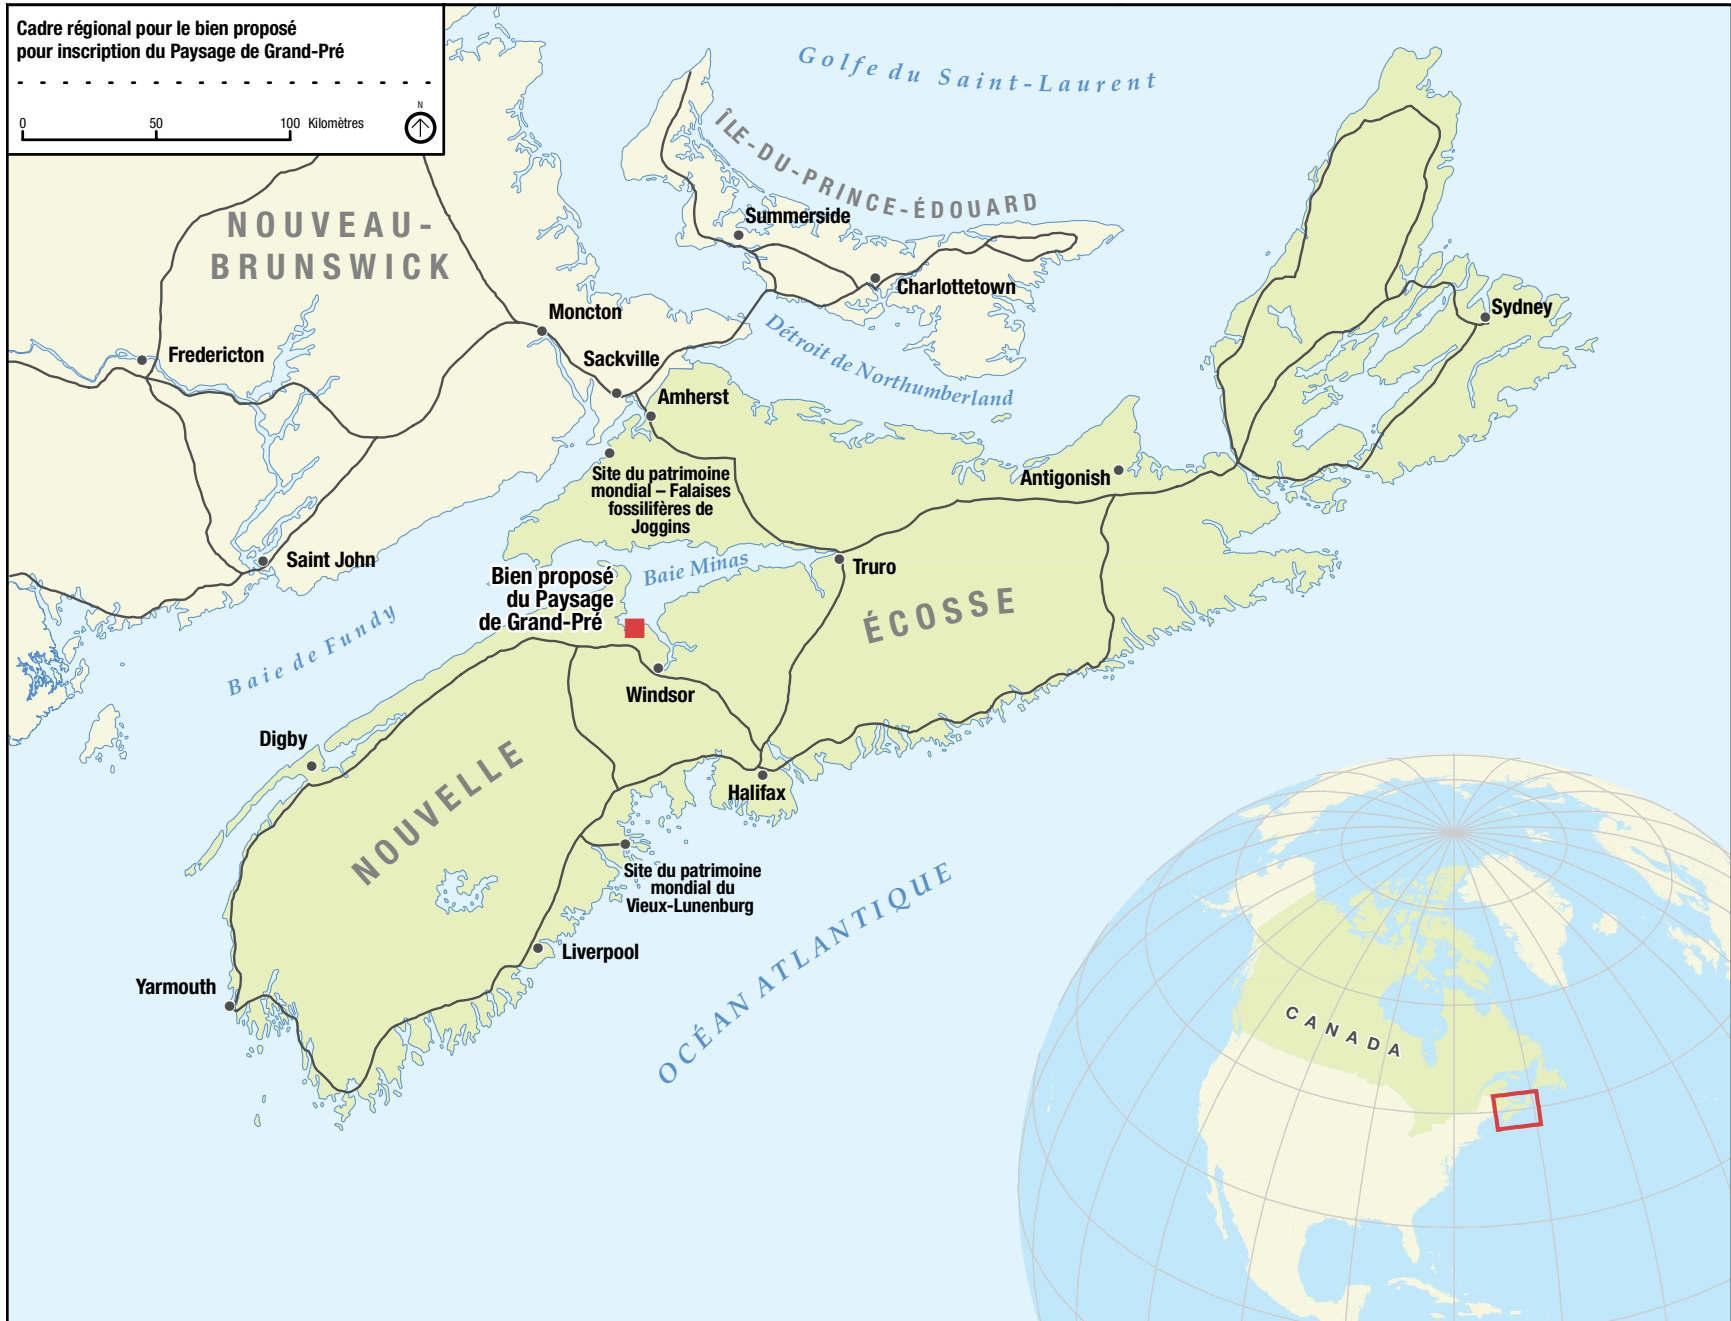 Cadre régional pour le bien proposé
pour inscription du Paysage de Grand-Pré
0 50 100 Kilomètres
N
Golfe du Saint-Laurent
ÎLE-DU-PRINCE-ÉDOUARD
NOUVEAU-
BRUNSWICK
Summerside
Charlottetown
Moncton
Sydney
Fredericton
Sackville
Détroit de Northumberland
Amherst
Site du patrimoine
mondial – Falaises
fossilifères de
Joggins
Antigonish
Saint John
Baie Minas
Truro
Bien proposé
du Paysage
de Grand-Pré
ÉCOSSE
Baie de Fundy
Windsor
Digby
NOUVELLE
Halifax
Site du patrimoine
mondial du
Vieux-Lunenburg
Liverpool
OCÉAN ATLANTIQUE
Yarmouth
CANADA